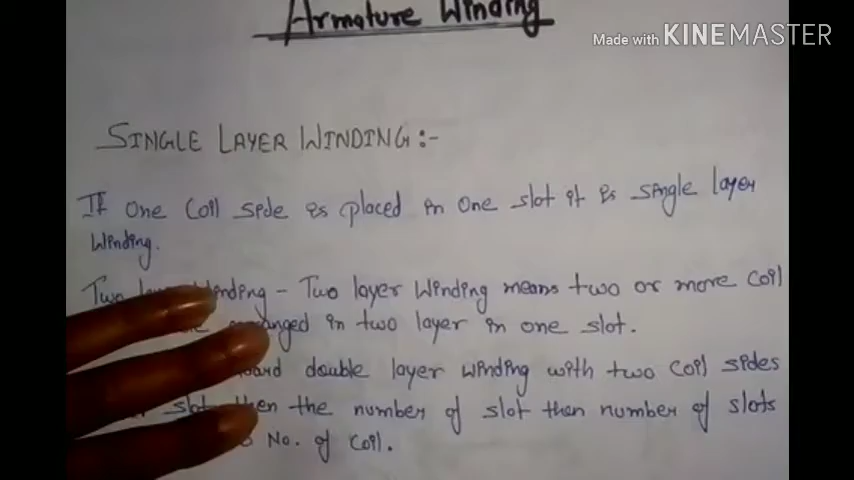 Armature Winding
Made with KINEMASTER
SINGLE LAYER WINDING:-
If One Coil side is placed in One slot it is single layer
Winding.
Two layer Winding - Two layer Winding means two or more Coil
arranged in two layer in one slot.
double layer winding with two coil sides
slot then the number of slot then number of slots
No. of Coil.